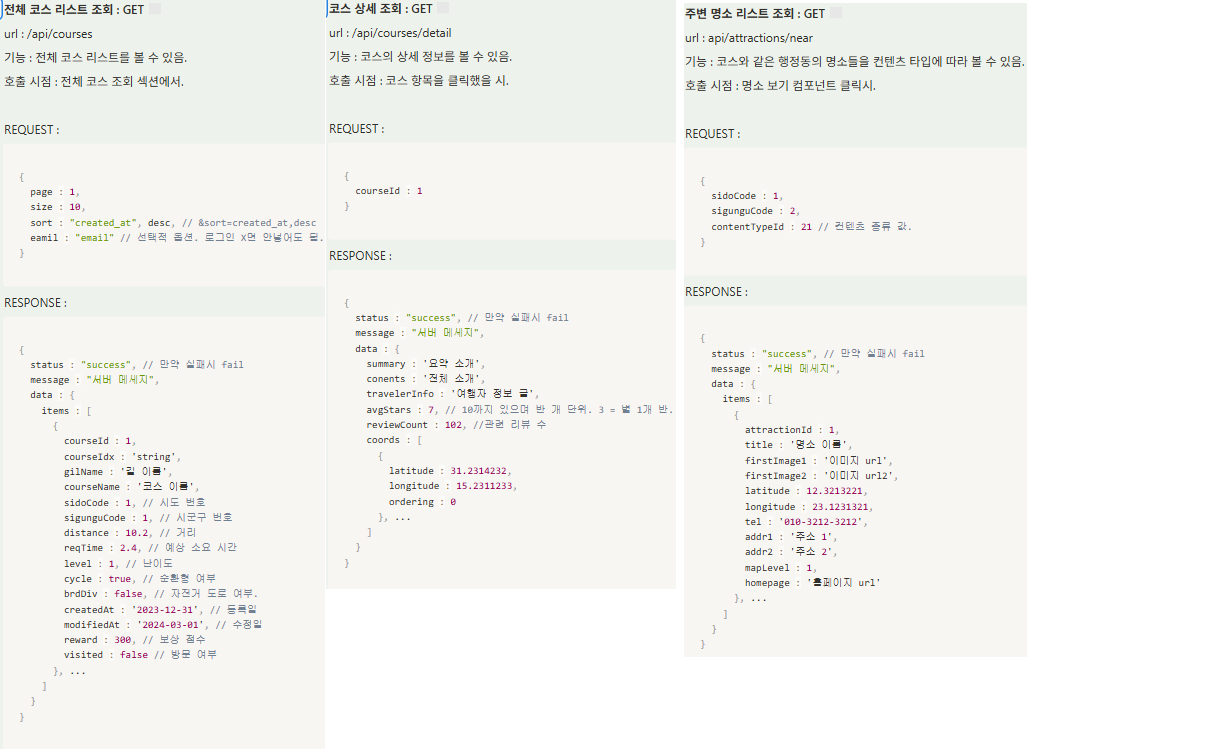 전체 코스 리스트 조회 : GET
url : /api/courses
기능 : 전체 코스 리스트를 볼 수 있음.
호출 시점 : 전체 코스 조회 섹션에서.
REQUEST :
{
page : 1,
size : 10,
sort : "created_at", desc, // &sort=created_at,desc
eamil : "email" // 선택적 옵션. 로그인 X면 안넣어도 됨.
}
RESPONSE :
{
status : "success", // 만약 실패시 fail
message : "서버 메세지",
data : {
items : [
{
courseId : 1,
courseIdx : 'string',
gilName : '길 이름',
courseName : '코스 이름',
sidoCode : 1, // 시도 번호
sigunguCode : 1, // 시군구 번호
distance : 10.2, // 거리
reqTime : 2.4, // 예상 소요 시간
level : 1, // 난이도
cycle : true, // 순환형 여부
brdDiv : false, // 자전거 도로 여부.
createdAt : '2023-12-31', // 등록일
modifiedAt : '2024-03-01', // 수정일
reward : 300, // 보상 점수
visited : false // 방문 여부
}, ...
]
}
}
코스 상세 조회 : GET
url : /api/courses/detail
기능 : 코스의 상세 정보를 볼 수 있음.
호출 시점 : 코스 항목을 클릭했을 시.
REQUEST :
{
courseId : 1
}
RESPONSE :
{
status : "success", // 만약 실패시 fail
message : "서버 메세지",
data : {
summary : '요약 소개',
conents : '전체 소개',
travelerInfo : '여행자 정보 글',
avgStars : 7, // 10까지 있으며 반 개 단위. 3 = 별 1개 반.
reviewCount : 102, //관련 리뷰 수
coords : [
{
latitude : 31.2314232,
longitude : 15.2311233,
ordering : 0
}, ...
]
}
}
주변 명소 리스트 조회 : GET
url : api/attractions/near
기능 : 코스와 같은 행정동의 명소들을 컨텐츠 타입에 따라 볼 수 있음.
호출 시점 : 명소 보기 컴포넌트 클릭시.
REQUEST :
{
sidoCode : 1,
sigunguCode : 2,
contentTypeId : 21 // 컨텐츠 종류 값.
}
RESPONSE :
{
status : "success", // 만약 실패시 fail
message : "서버 메세지",
data : {
items : [
{
attractionId : 1,
title : '명소 이름',
firstImage1 : '이미지 url',
firstImage2 : '이미지 url2',
latitude : 12.3213221,
longitude : 23.1231321,
tel : '010-3212-3212',
addr1 : '주소 1',
addr2 : '주소 2',
mapLevel : 1,
homepage : '홈페이지 url'
}, ...
]
}
}